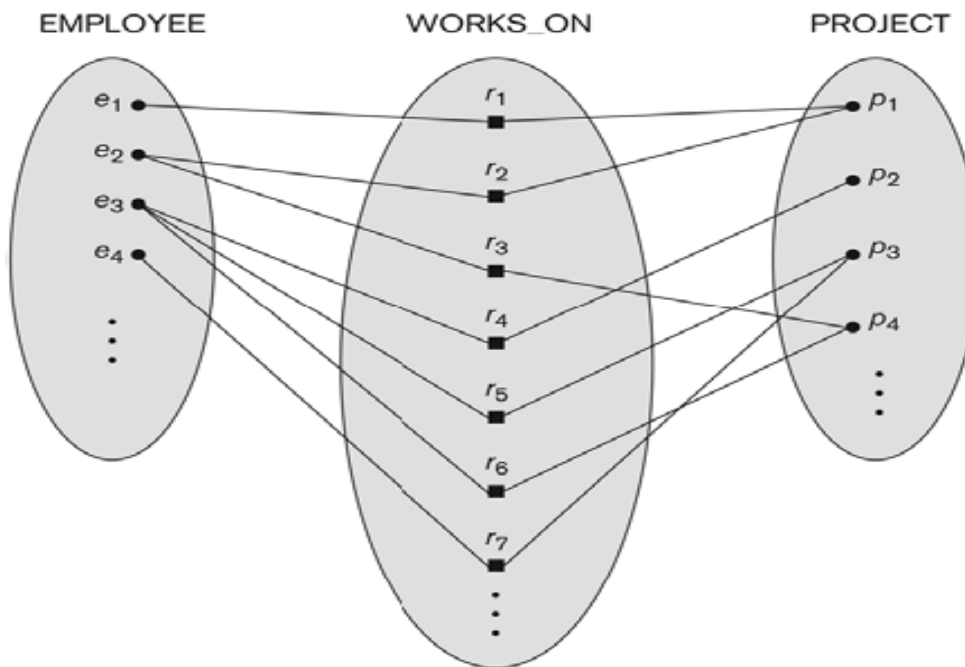 EMPLOYEE WORKS_ON PROJECT
e1
e2
e3
e4
r1
r2
r3
r4
r5
r6
r7
p1
p2
p3
p4